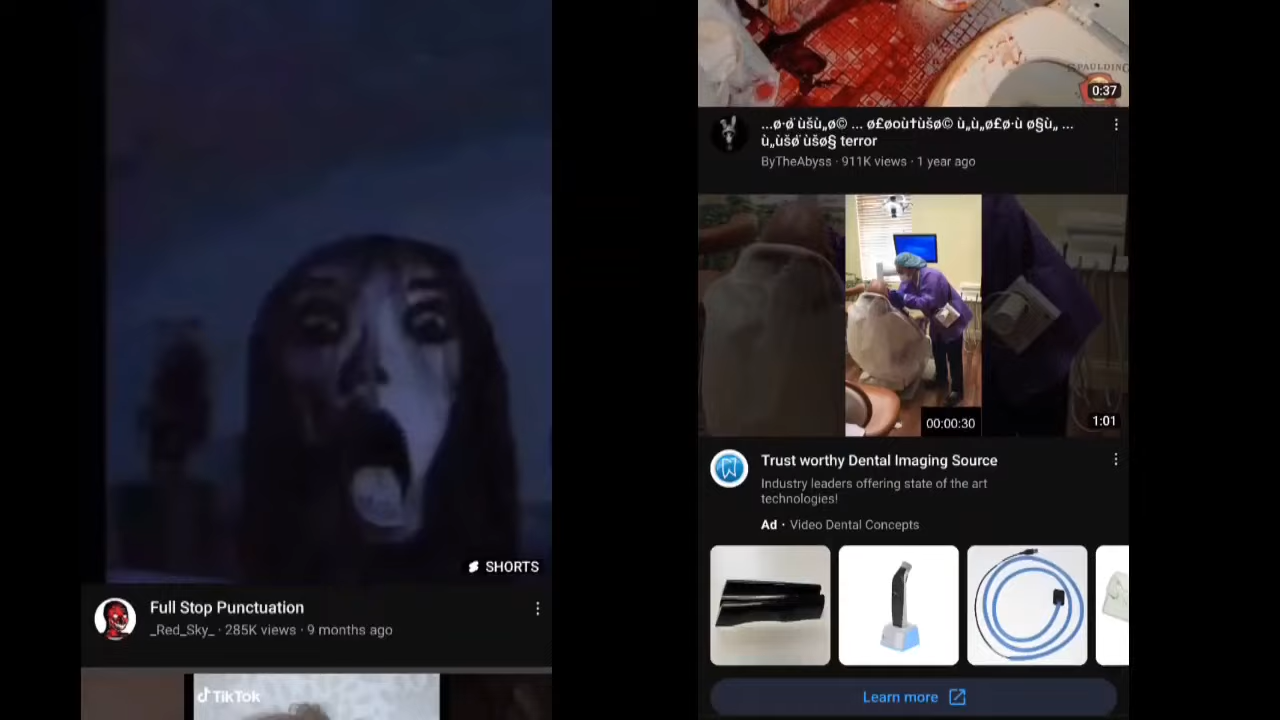 SHORTS
Full Stop Punctuation
_Red_Sky_ · 285K views · 9 months ago
TikTok
0:37
...ø·ø¨ùšù„ø© ... ø£øoù†ùšø© ù„ù„ø£ø·ù ø§ù„ ...
ù„ùšø¨ùšø§ terror
ByTheAbyss · 911K views · 1 year ago
00:00:30
1:01
Trust worthy Dental Imaging Source
Industry leaders offering state of the art
technologies!
Ad · Video Dental Concepts
Learn more